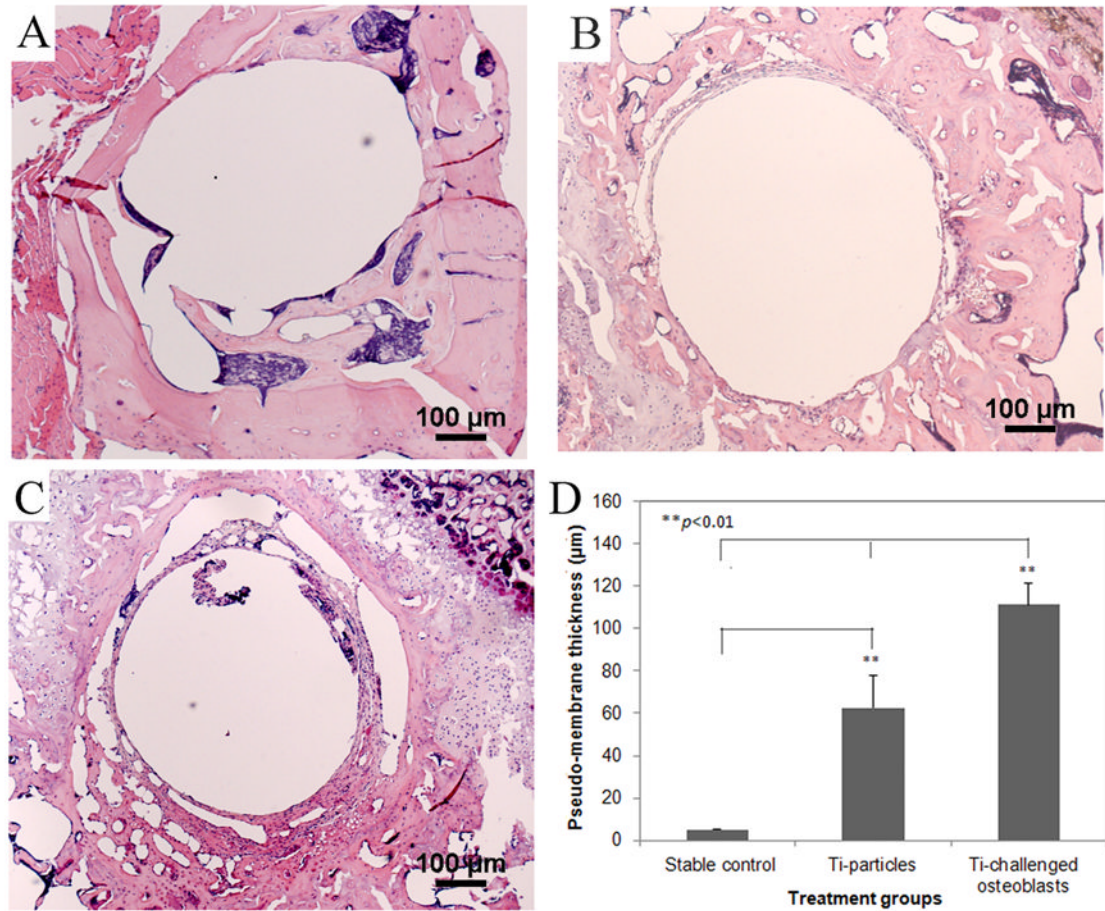 A
100 µm
B
100 µm
C
100 µm
D
160
140
120
100
80
60
40
20
0
**p<0.01
**
**
Pseudo-membrane thickness (µm)
Stable control
Ti-particles
Ti-challenged
osteoblasts
Treatment groups